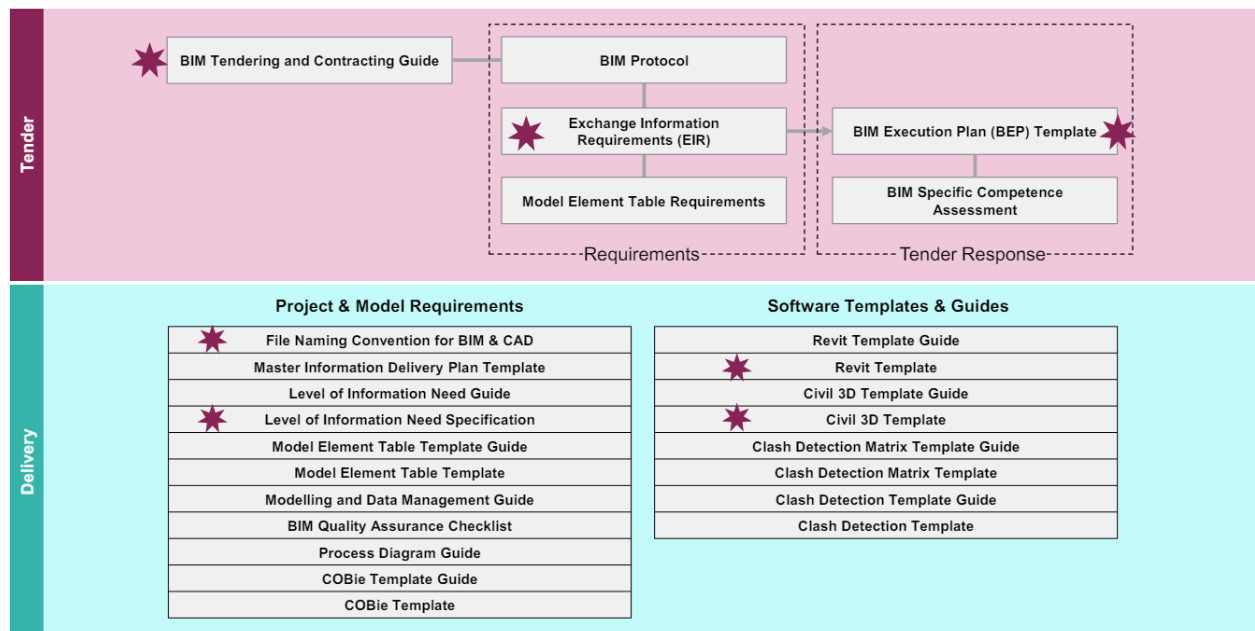 Tender
BIM Tendering and Contracting Guide
BIM Protocol
Exchange Information
Requirements (EIR)
Model Element Table Requirements
Requirements
BIM Execution Plan (BEP) Template
BIM Specific Competence
Assessment
Tender Response
Delivery
Project & Model Requirements
File Naming Convention for BIM & CAD
Master Information Delivery Plan Template
Level of Information Need Guide
Level of Information Need Specification
Model Element Table Template Guide
Model Element Table Template
Modelling and Data Management Guide
BIM Quality Assurance Checklist
Process Diagram Guide
COBie Template Guide
COBie Template
Software Templates & Guides
Revit Template Guide
Revit Template
Civil 3D Template Guide
Civil 3D Template
Clash Detection Matrix Template Guide
Clash Detection Matrix Template
Clash Detection Template Guide
Clash Detection Template